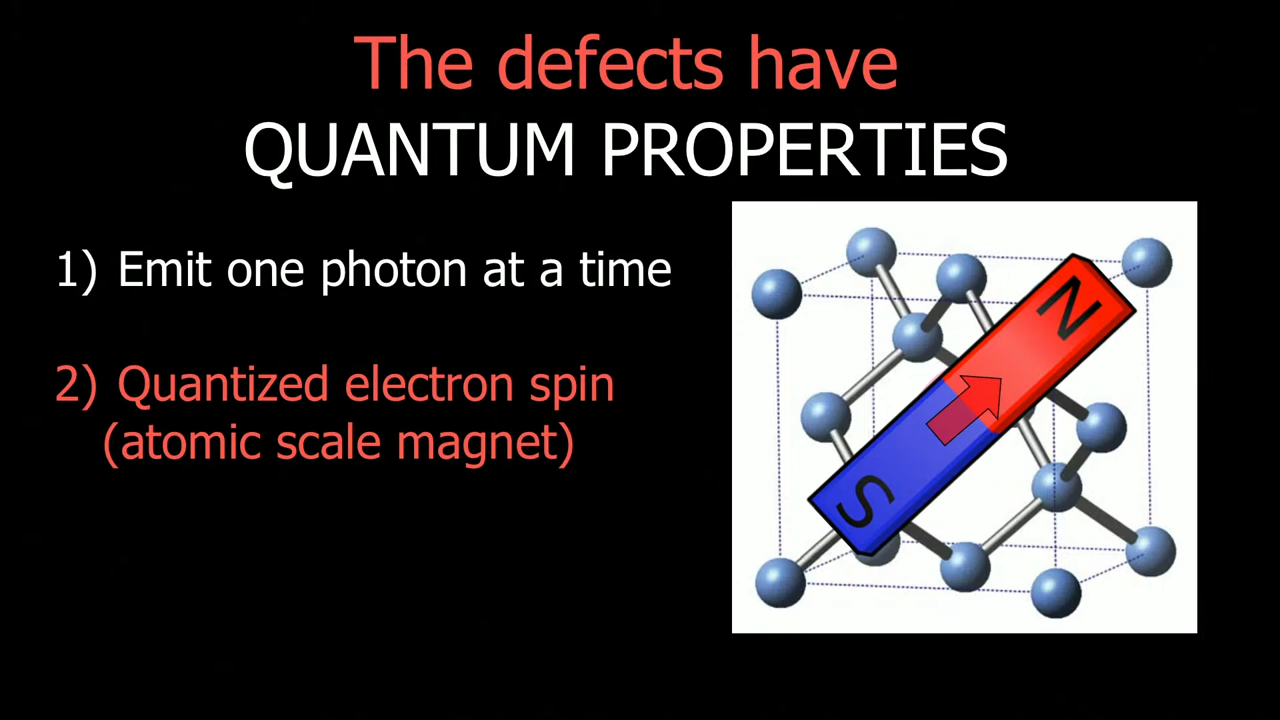 The defects have
QUANTUM PROPERTIES
1) Emit one photon at a time
2) Quantized electron spin
(atomic scale magnet)
N
S